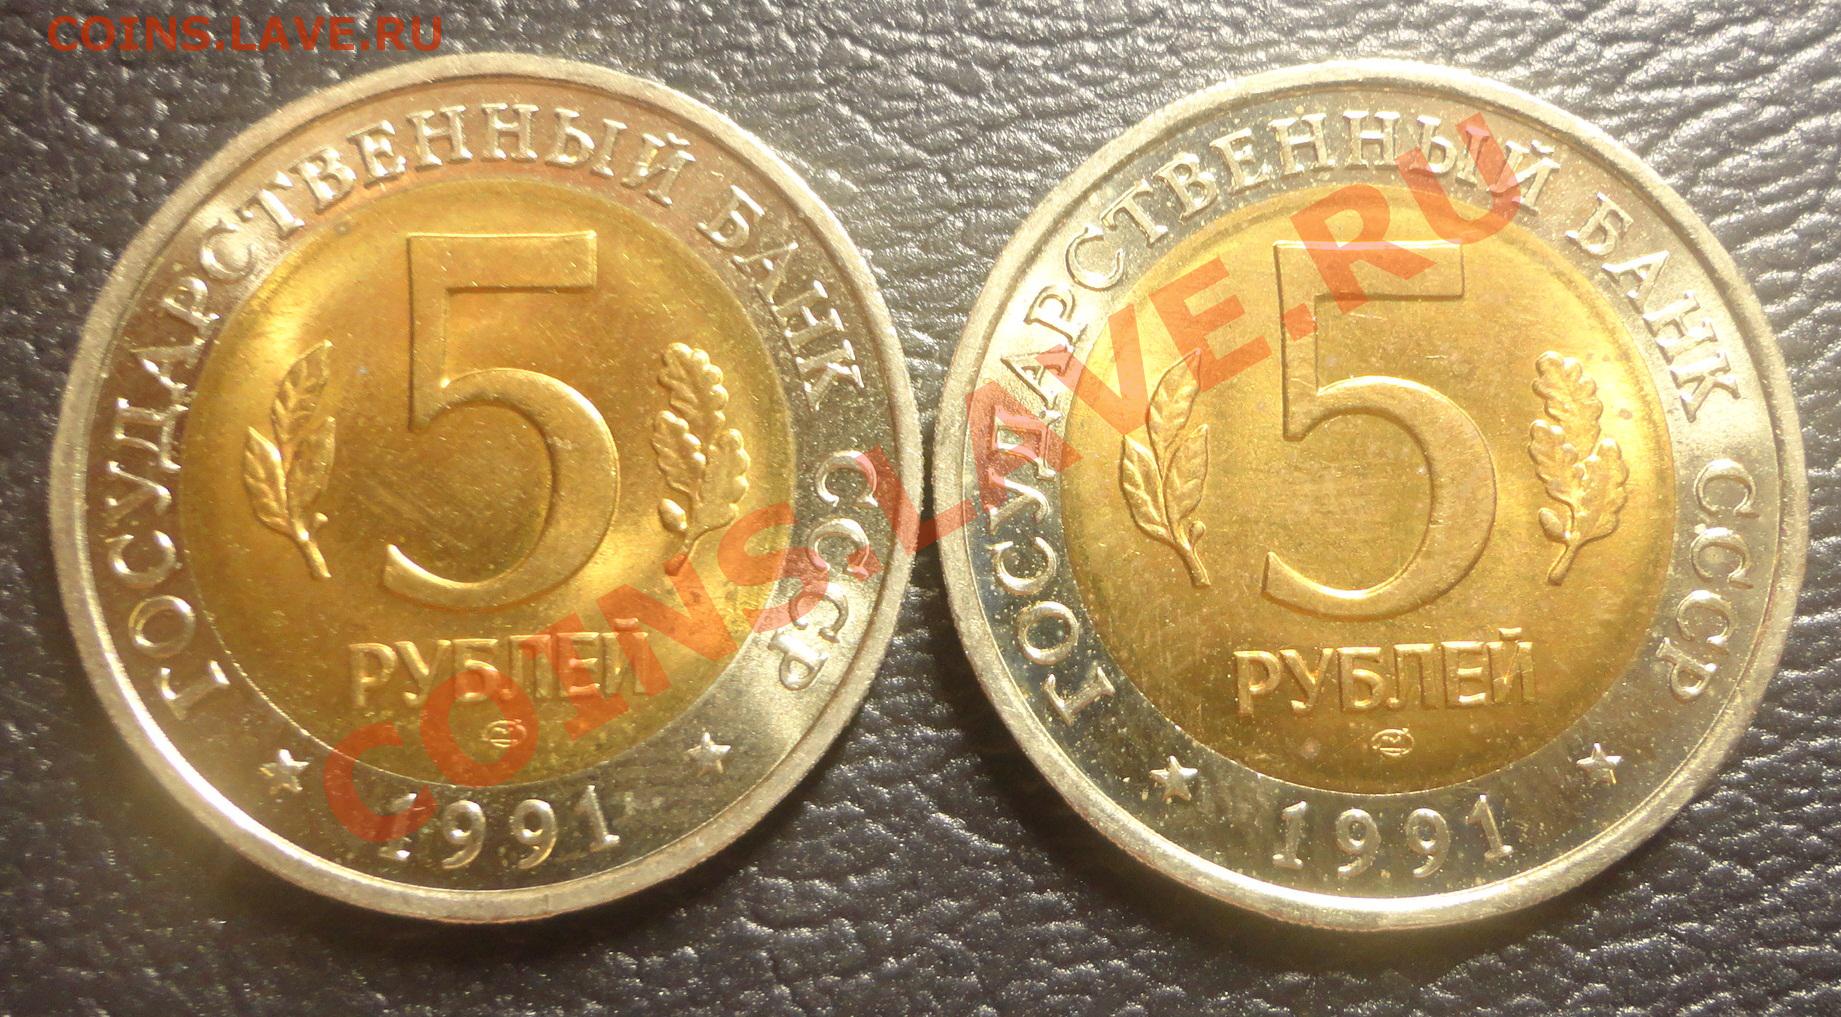 COINS.LAVE.RU
ГОСУДАРСТВЕННЫЙ БАНК СССР
5
РУБЛЕЙ
1991
ГОСУДАРСТВЕННЫЙ БАНК СССР
5
РУБЛЕЙ
1991
COINS.LAVE.RU